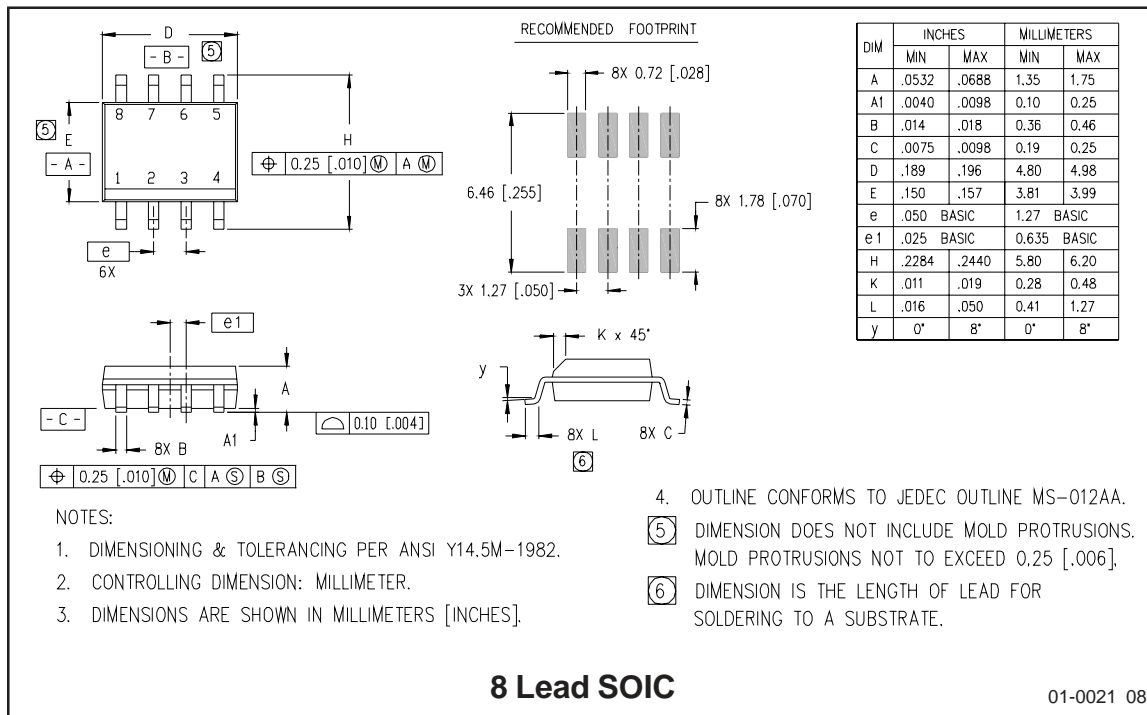 D
- B -
5
8 7 6 5
5
E
- A -
H
⌖ 0.25 [.010] Ⓜ A Ⓜ
1 2 3 4
e
6X
RECOMMENDED FOOTPRINT
8X 0.72 [.028]
6.46 [.255]
8X 1.78 [.070]
3X 1.27 [.050]
DIM INCHES MILLIMETERS
MIN MAX MIN MAX
A .0532 .0688 1.35 1.75
A1 .0040 .0098 0.10 0.25
B .014 .018 0.36 0.46
C .0075 .0098 0.19 0.25
D .189 .196 4.80 4.98
E .150 .157 3.81 3.99
e .050 BASIC 1.27 BASIC
e1 .025 BASIC 0.635 BASIC
H .2284 .2440 5.80 6.20
K .011 .019 0.28 0.48
L .016 .050 0.41 1.27
y 0° 8° 0° 8°
e1
A
- C -
8X B
A1
⌓ 0.10 [.004]
⌖ 0.25 [.010] Ⓜ C A Ⓢ B Ⓢ
K x 45°
y
8X L
6
8X C
NOTES:
1. DIMENSIONING & TOLERANCING PER ANSI Y14.5M-1982.
2. CONTROLLING DIMENSION: MILLIMETER.
3. DIMENSIONS ARE SHOWN IN MILLIMETERS [INCHES].
4. OUTLINE CONFORMS TO JEDEC OUTLINE MS-012AA.
5 DIMENSION DOES NOT INCLUDE MOLD PROTRUSIONS.
MOLD PROTRUSIONS NOT TO EXCEED 0.25 [.006].
6 DIMENSION IS THE LENGTH OF LEAD FOR
SOLDERING TO A SUBSTRATE.
8 Lead SOIC
01-0021 08